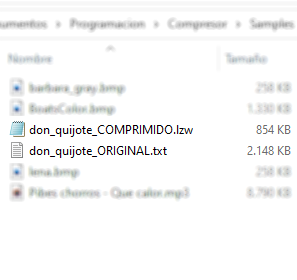 umentos > Programacion > Compresor > Samples
Nombre Tamaño
barbara_gray.bmp 258 KB
BoatsColor.bmp 1.330 KB
don_quijote_COMPRIMIDO.lzw 854 KB
don_quijote_ORIGINAL.txt 2.148 KB
lena.bmp 258 KB
Pibes chorros - Que calor.mp3 8.790 KB